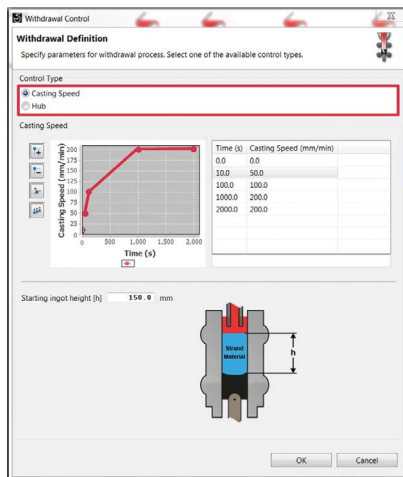 Withdrawal Control
Withdrawal Definition
Specify parameters for withdrawal process. Select one of the available control types.
Control Type
Casting Speed
Hub
Casting Speed
Casting Speed (mm/min)
200
175
150
125
100
75
50
25
0
0 500 1,000 1,500 2,000
Time (s)
Time (s) Casting Speed (mm/min)
0.0 0.0
10.0 50.0
100.0 100.0
1000.0 200.0
2000.0 200.0
Starting ingot height [h] 150.0 mm
Strand
Material
h
OK Cancel